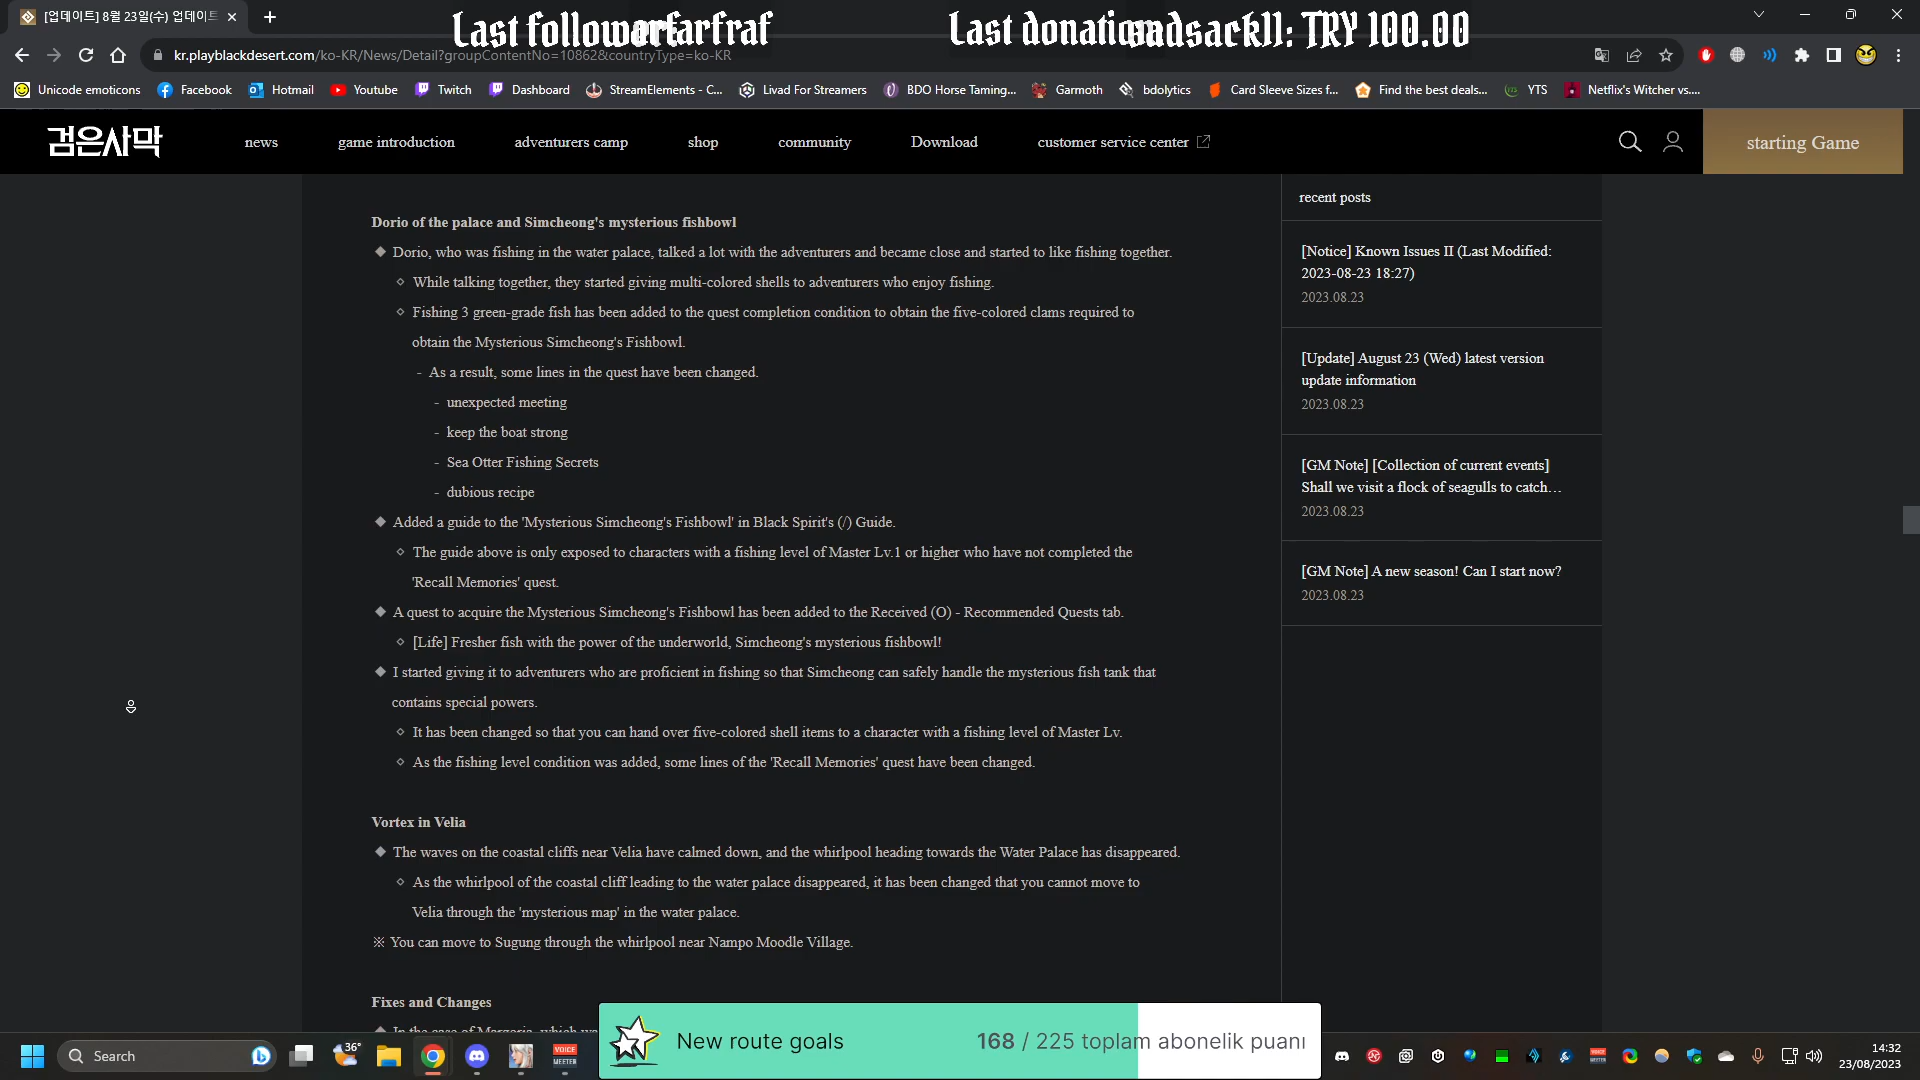 [업데이트] 8월 23일(수) 업데이트
Last donation
sadsackll: TRY 100.00
kr.playblackdesert.com/ko-KR/News/Detail?groupContentNo=10862&countryType=ko-KR
Unicode emoticons
Facebook
Hotmail
Youtube
Twitch
Dashboard
StreamElements - C...
Livad For Streamers
BDO Horse Taming...
Garmoth
bdolytics
Card Sleeve Sizes f...
Find the best deals...
YTS
Netflix's Witcher vs....
검은사막
news
game introduction
adventurers camp
shop
community
Download
customer service center
starting Game
Dorio of the palace and Simcheong's mysterious fishbowl
◆ Dorio, who was fishing in the water palace, talked a lot with the adventurers and became close and started to like fishing together.
◇ While talking together, they started giving multi-colored shells to adventurers who enjoy fishing.
◇ Fishing 3 green-grade fish has been added to the quest completion condition to obtain the five-colored clams required to
obtain the Mysterious Simcheong's Fishbowl.
- As a result, some lines in the quest have been changed.
- unexpected meeting
- keep the boat strong
- Sea Otter Fishing Secrets
- dubious recipe
◆ Added a guide to the 'Mysterious Simcheong's Fishbowl' in Black Spirit's (/) Guide.
◇ The guide above is only exposed to characters with a fishing level of Master Lv.1 or higher who have not completed the
'Recall Memories' quest.
◆ A quest to acquire the Mysterious Simcheong's Fishbowl has been added to the Received (O) - Recommended Quests tab.
◇ [Life] Fresher fish with the power of the underworld, Simcheong's mysterious fishbowl!
◆ I started giving it to adventurers who are proficient in fishing so that Simcheong can safely handle the mysterious fish tank that
contains special powers.
◇ It has been changed so that you can hand over five-colored shell items to a character with a fishing level of Master Lv.
◇ As the fishing level condition was added, some lines of the 'Recall Memories' quest have been changed.
Vortex in Velia
◆ The waves on the coastal cliffs near Velia have calmed down, and the whirlpool heading towards the Water Palace has disappeared.
◇ As the whirlpool of the coastal cliff leading to the water palace disappeared, it has been changed that you cannot move to
Velia through the 'mysterious map' in the water palace.
※ You can move to Sugung through the whirlpool near Nampo Moodle Village.
Fixes and Changes
◆ In the case of Margoria, which
recent posts
[Notice] Known Issues II (Last Modified:
2023-08-23 18:27)
2023.08.23
[Update] August 23 (Wed) latest version
update information
2023.08.23
[GM Note] [Collection of current events]
Shall we visit a flock of seagulls to catch...
2023.08.23
[GM Note] A new season! Can I start now?
2023.08.23
New route goals
168 / 225 toplam abonelik puanı
Search
36°
VOICE
MEETER
14:32
23/08/2023